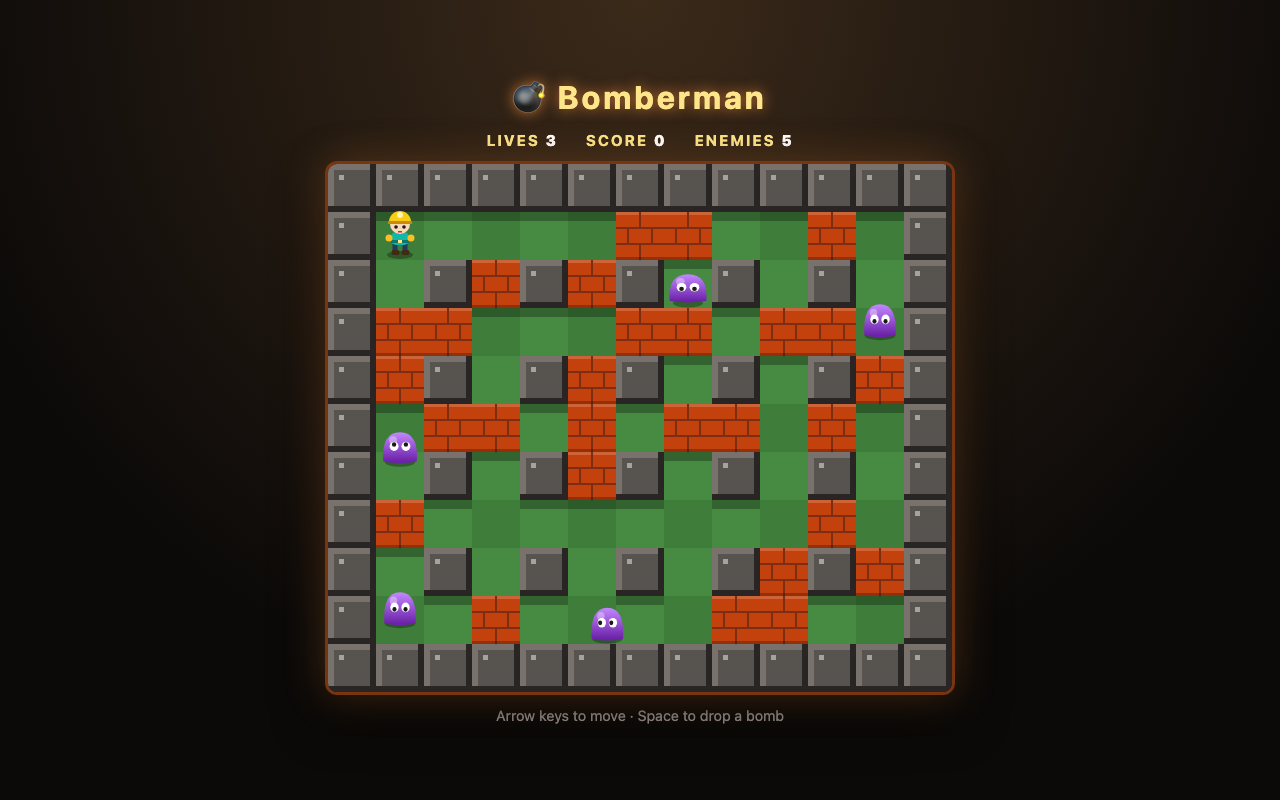 Bomberman
LIVES 3 SCORE 0 ENEMIES 5
Arrow keys to move · Space to drop a bomb